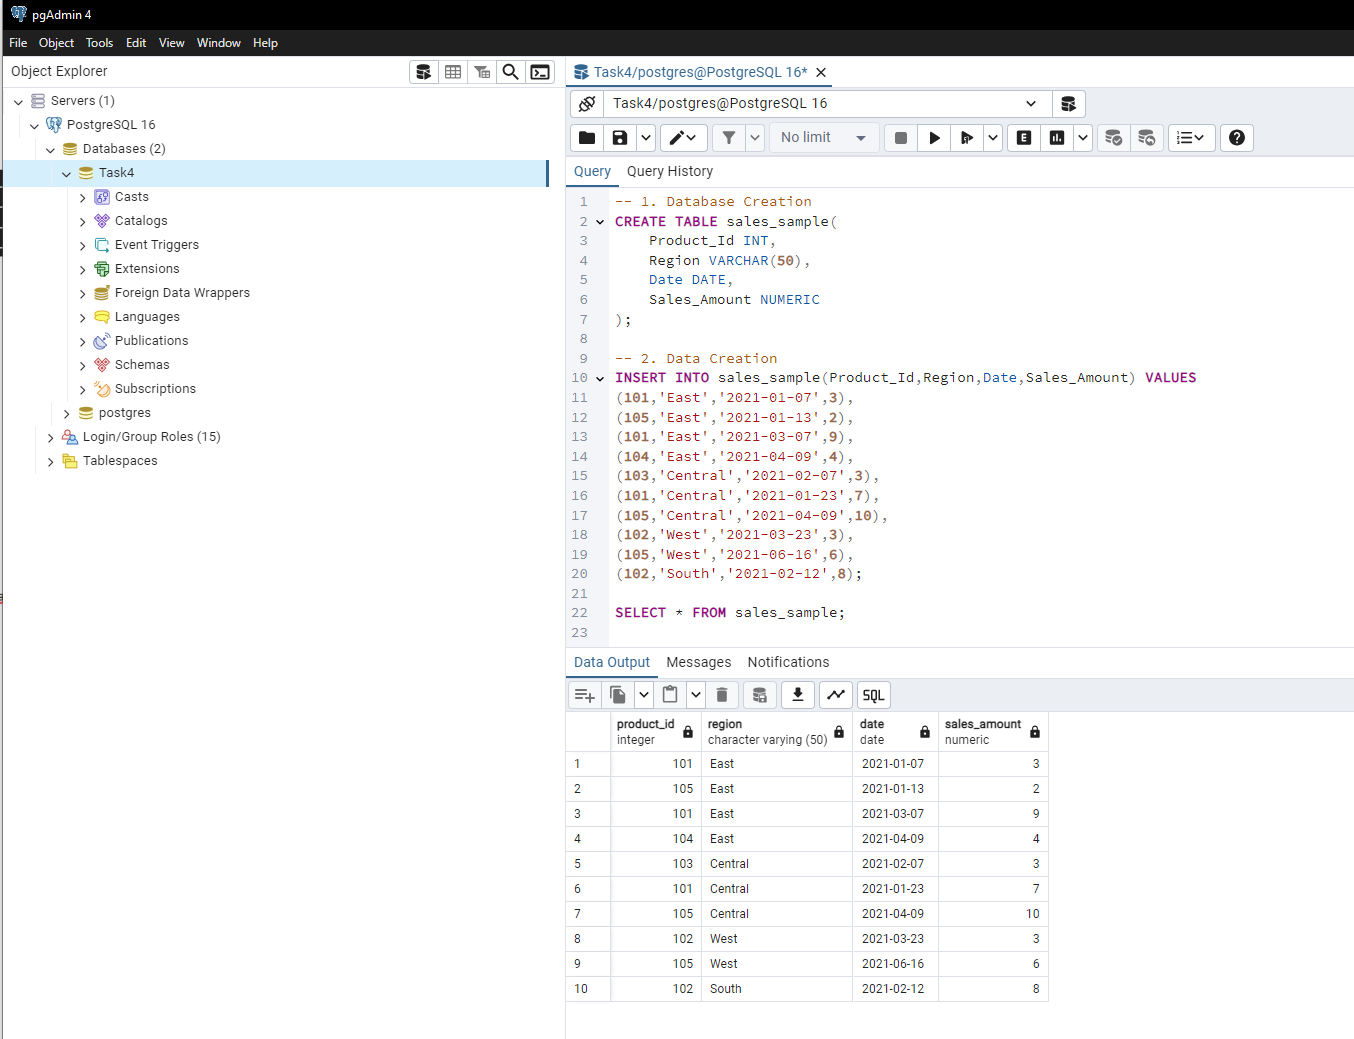 pgAdmin 4
File Object Tools Edit View Window Help
Object Explorer
Servers (1)
PostgreSQL 16
Databases (2)
Task4
Casts
Catalogs
Event Triggers
Extensions
Foreign Data Wrappers
Languages
Publications
Schemas
Subscriptions
postgres
Login/Group Roles (15)
Tablespaces
Task4/postgres@PostgreSQL 16*
Task4/postgres@PostgreSQL 16
No limit
E
Query Query History
1 -- 1. Database Creation
2 CREATE TABLE sales_sample(
3 Product_Id INT,
4 Region VARCHAR(50),
5 Date DATE,
6 Sales_Amount NUMERIC
7 );
8
9 -- 2. Data Creation
10 INSERT INTO sales_sample(Product_Id,Region,Date,Sales_Amount) VALUES
11 (101,'East','2021-01-07',3),
12 (105,'East','2021-01-13',2),
13 (101,'East','2021-03-07',9),
14 (104,'East','2021-04-09',4),
15 (103,'Central','2021-02-07',3),
16 (101,'Central','2021-01-23',7),
17 (105,'Central','2021-04-09',10),
18 (102,'West','2021-03-23',3),
19 (105,'West','2021-06-16',6),
20 (102,'South','2021-02-12',8);
21
22 SELECT * FROM sales_sample;
23
Data Output Messages Notifications
SQL
product_id region date sales_amount
integer character varying (50) date numeric
1 101 East 2021-01-07 3
2 105 East 2021-01-13 2
3 101 East 2021-03-07 9
4 104 East 2021-04-09 4
5 103 Central 2021-02-07 3
6 101 Central 2021-01-23 7
7 105 Central 2021-04-09 10
8 102 West 2021-03-23 3
9 105 West 2021-06-16 6
10 102 South 2021-02-12 8